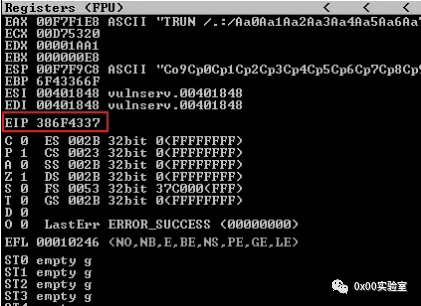 Registers (FPU) < < <
EAX 00F7F1E8 ASCII "TRUN /.:/Aa0Aa1Aa2Aa3Aa4Aa5Aa6Aa7
ECX 00D75320
EDX 00001AA1
EBX 000000E8
ESP 00F7F9C8 ASCII "Co9Cp0Cp1Cp2Cp3Cp4Cp5Cp6Cp7Cp8Cp9
EBP 6F43366F
ESI 00401848 vulnserv.00401848
EDI 00401848 vulnserv.00401848
EIP 386F4337
C 0 ES 002B 32bit 0(FFFFFFFF)
P 1 CS 0023 32bit 0(FFFFFFFF)
A 0 SS 002B 32bit 0(FFFFFFFF)
Z 1 DS 002B 32bit 0(FFFFFFFF)
S 0 FS 0053 32bit 37C000(FFF)
T 0 GS 002B 32bit 0(FFFFFFFF)
D 0
O 0 LastErr ERROR_SUCCESS (00000000)
EFL 00010246 (NO,NB,E,BE,NS,PE,GE,LE)
ST0 empty g
ST1 empty g
ST2 empty g
ST3 empty g
0x00实验室